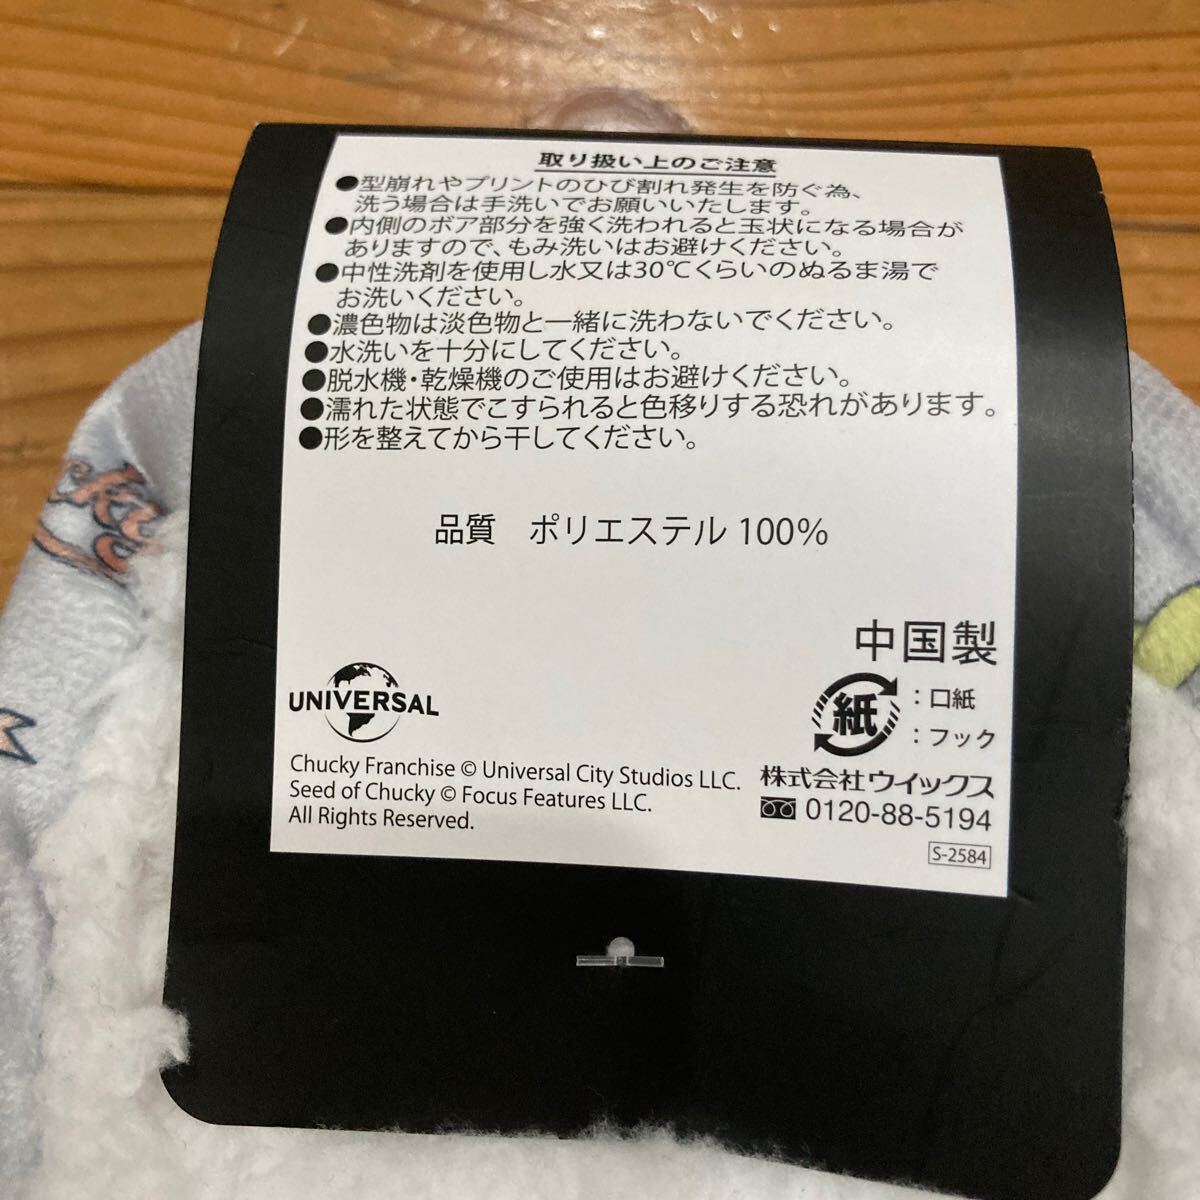 取り扱い上のご注意
●型崩れやプリントのひび割れ発生を防ぐ為、
洗う場合は手洗いでお願いいたします。
●内側のボア部分を強く洗われると玉状になる場合が
ありますので、もみ洗いはお避けください。
●中性洗剤を使用し水又は30℃くらいのぬるま湯で
お洗いください。
●濃色物は淡色物と一緒に洗わないでください。
●水洗いを十分にしてください。
●脱水機・乾燥機のご使用はお避けください。
●濡れた状態でこすられると色移りする恐れがあります。
●形を整えてから干してください。
品質 ポリエステル 100%
中国製
紙
:口紙
:フック
UNIVERSAL
Chucky Franchise © Universal City Studios LLC.
Seed of Chucky © Focus Features LLC.
All Rights Reserved.
株式会社ウイックス
0120-88-5194
S-2584